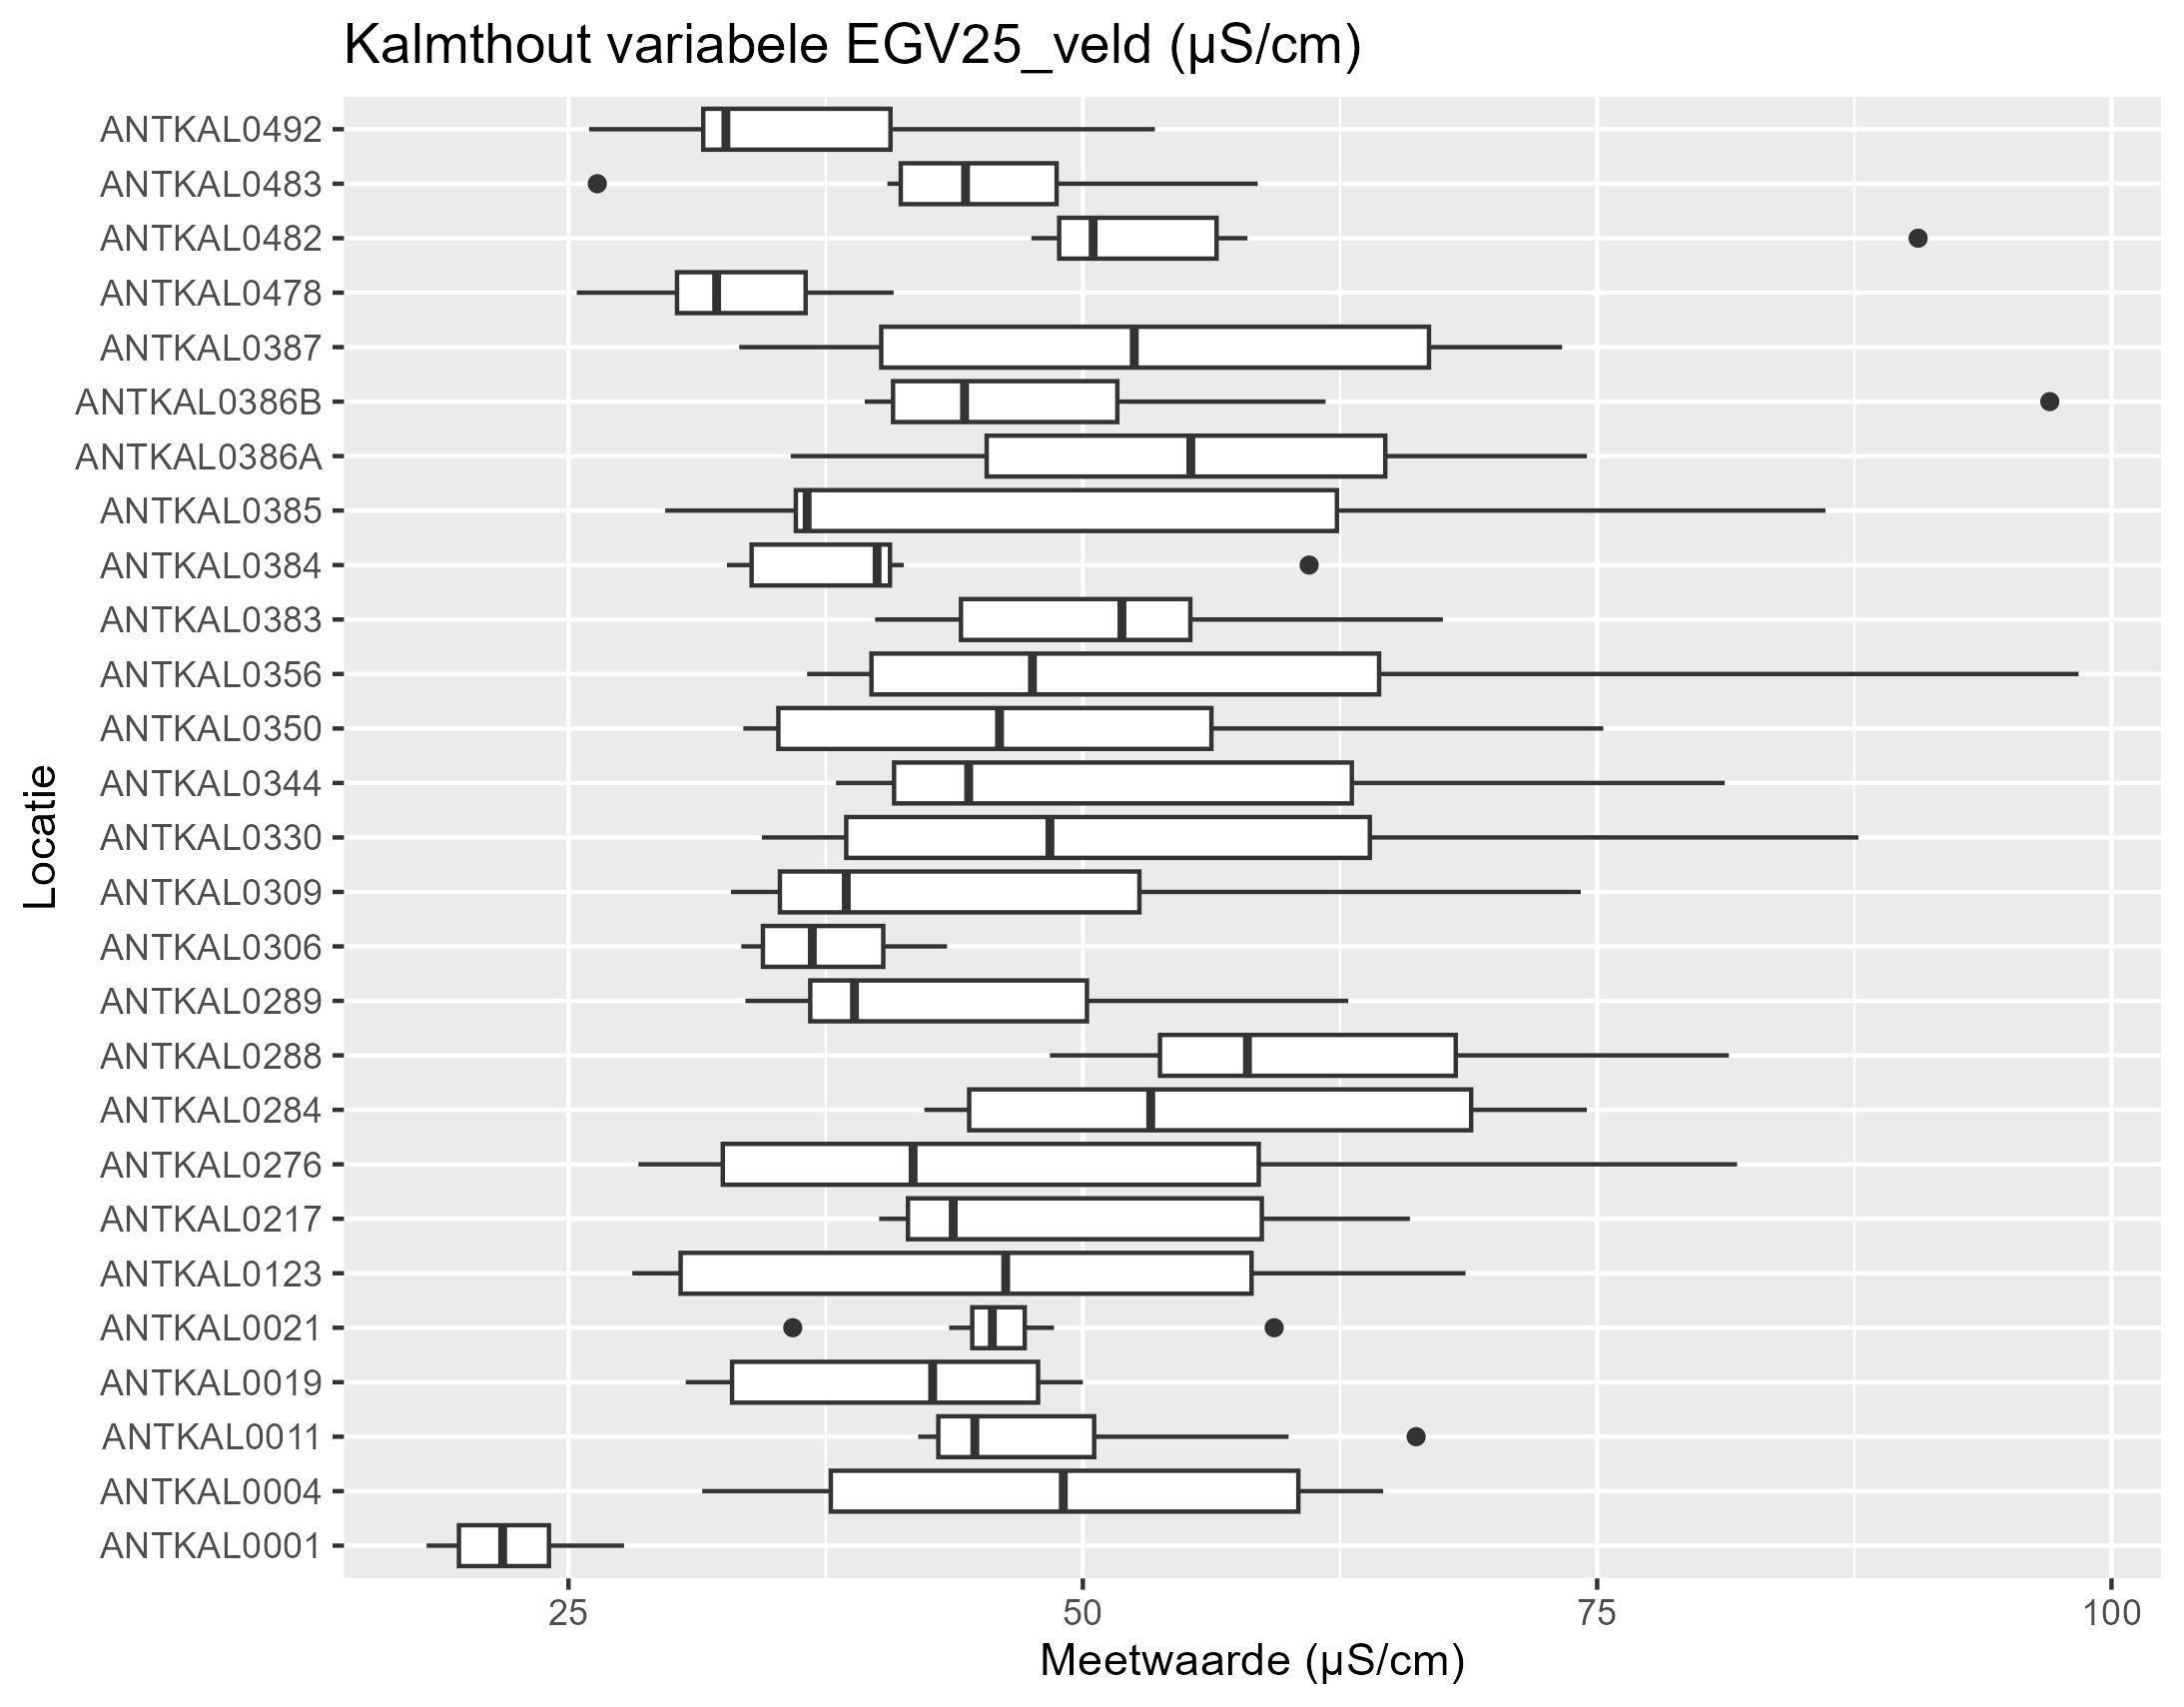 Kalmthout variabele EGV25_veld (µS/cm)
Locatie
ANTKAL0492
ANTKAL0483
ANTKAL0482
ANTKAL0478
ANTKAL0387
ANTKAL0386B
ANTKAL0386A
ANTKAL0385
ANTKAL0384
ANTKAL0383
ANTKAL0356
ANTKAL0350
ANTKAL0344
ANTKAL0330
ANTKAL0309
ANTKAL0306
ANTKAL0289
ANTKAL0288
ANTKAL0284
ANTKAL0276
ANTKAL0217
ANTKAL0123
ANTKAL0021
ANTKAL0019
ANTKAL0011
ANTKAL0004
ANTKAL0001
25 50 75 100
Meetwaarde (µS/cm)